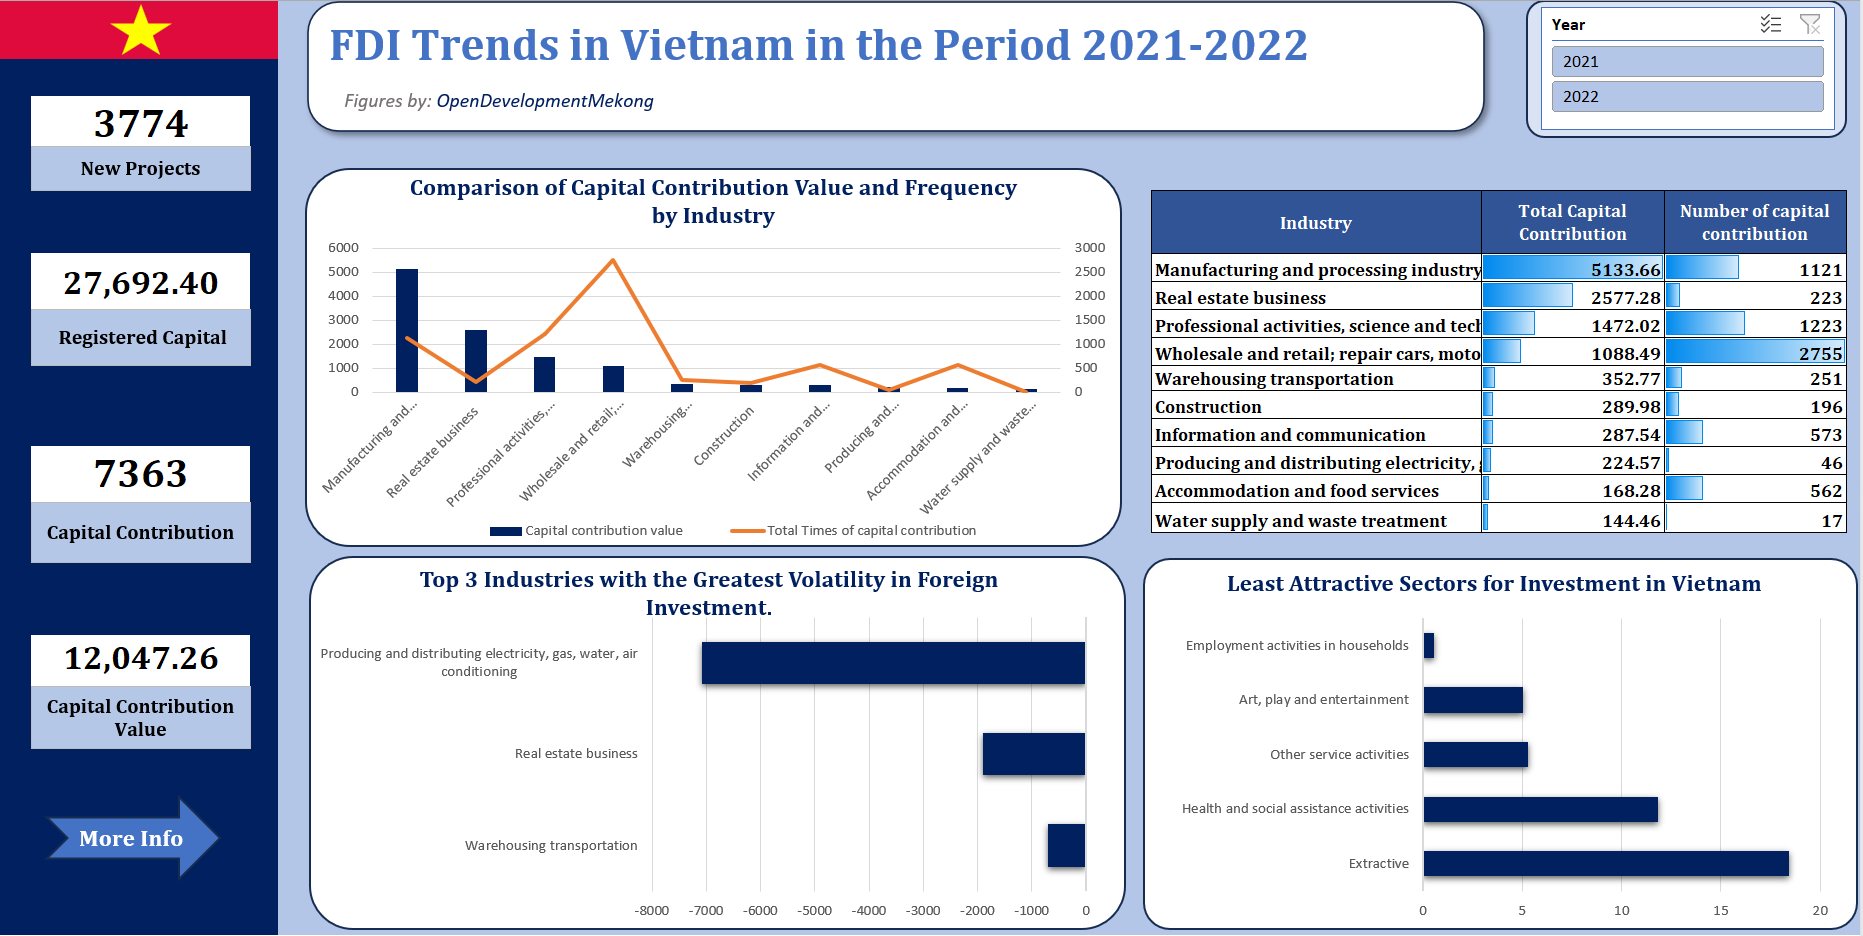 FDI Trends in Vietnam in the Period 2021-2022
Figures by: OpenDevelopmentMekong
Year
2021
2022
3774
New Projects
27,692.40
Registered Capital
7363
Capital Contribution
12,047.26
Capital Contribution
Value
More Info
Comparison of Capital Contribution Value and Frequency
by Industry
6000
5000
4000
3000
2000
1000
0
3000
2500
2000
1500
1000
500
0
Manufacturing and...
Real estate business
Professional activities,...
Wholesale and retail;...
Warehousing...
Construction
Information and...
Producing and...
Accommodation and...
Water supply and waste...
Capital contribution value
Total Times of capital contribution
Industry
Total Capital
Contribution
Number of capital
contribution
Manufacturing and processing industry 5133.66 1121
Real estate business 2577.28 223
Professional activities, science and tech 1472.02 1223
Wholesale and retail; repair cars, moto 1088.49 2755
Warehousing transportation 352.77 251
Construction 289.98 196
Information and communication 287.54 573
Producing and distributing electricity, 224.57 46
Accommodation and food services 168.28 562
Water supply and waste treatment 144.46 17
Top 3 Industries with the Greatest Volatility in Foreign
Investment.
Producing and distributing electricity, gas, water, air
conditioning
Real estate business
Warehousing transportation
-8000 -7000 -6000 -5000 -4000 -3000 -2000 -1000 0
Least Attractive Sectors for Investment in Vietnam
Employment activities in households
Art, play and entertainment
Other service activities
Health and social assistance activities
Extractive
0 5 10 15 20